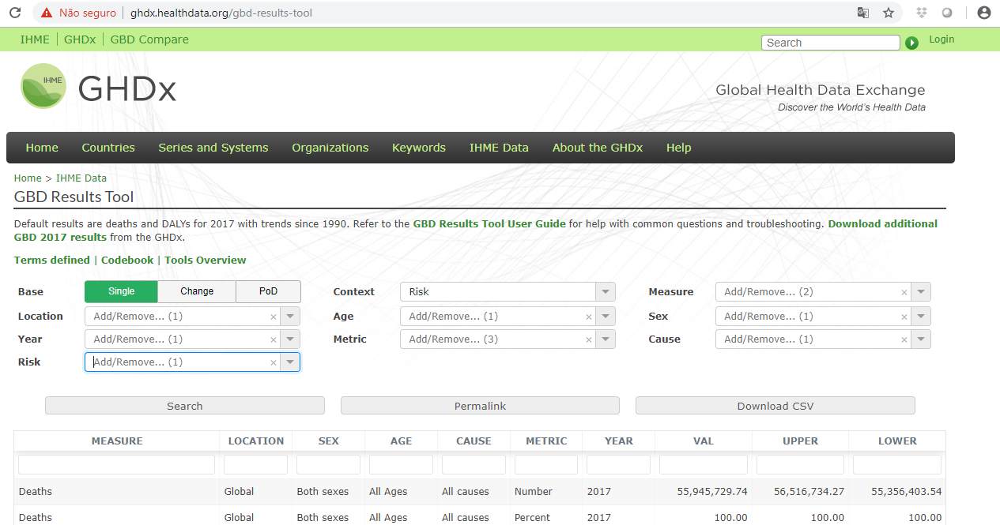 Não seguro ghdx.healthdata.org/gbd-results-tool
IHME GHDx GBD Compare Search Login
IHME GHDx
Global Health Data Exchange
Discover the World's Health Data
Home Countries Series and Systems Organizations Keywords IHME Data About the GHDx Help
Home > IHME Data
GBD Results Tool
Default results are deaths and DALYs for 2017 with trends since 1990. Refer to the GBD Results Tool User Guide for help with common questions and troubleshooting. Download additional
GBD 2017 results from the GHDx.
Terms defined | Codebook | Tools Overview
Base Single Change PoD Context Risk Measure Add/Remove... (2) ×
Location Add/Remove... (1) × Age Add/Remove... (1) × Sex Add/Remove... (1) ×
Year Add/Remove... (1) × Metric Add/Remove... (3) × Cause Add/Remove... (1) ×
Risk Add/Remove... (1) ×
Search Permalink Download CSV
MEASURE LOCATION SEX AGE CAUSE METRIC YEAR VAL UPPER LOWER
Deaths Global Both sexes All Ages All causes Number 2017 55,945,729.74 56,516,734.27 55,356,403.54
Deaths Global Both sexes All Ages All causes Percent 2017 100.00 100.00 100.00